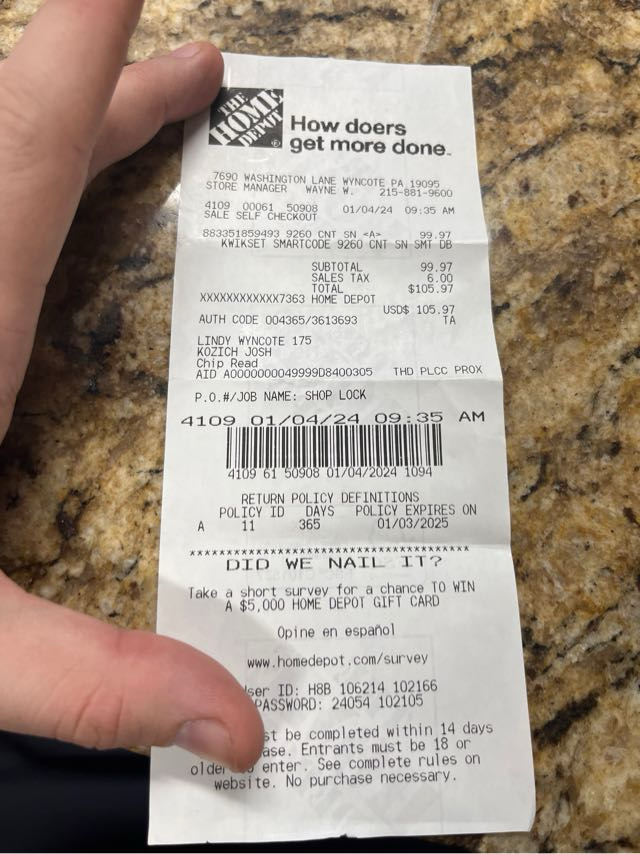 THE
HOME
DEPOT
How doers
get more done.
7690 WASHINGTON LANE WYNCOTE PA 19095
STORE MANAGER WAYNE W. 215-881-9600
4109 00061 50908 01/04/24 09:35 AM
SALE SELF CHECKOUT
883351859493 9260 CNT SN <A> 99.97
KWIKSET SMARTCODE 9260 CNT SN SMT DB
SUBTOTAL 99.97
SALES TAX 6.00
TOTAL $105.97
XXXXXXXXXXXX7363 HOME DEPOT
USD$ 105.97
AUTH CODE 004365/3613693 TA
LINDY WYNCOTE 175
KOZICH JOSH
Chip Read
AID A0000000049999D8400305 THD PLCC PROX
P.O.#/JOB NAME: SHOP LOCK
4109 01/04/24 09:35 AM
4109 61 50908 01/04/2024 1094
RETURN POLICY DEFINITIONS
POLICY ID DAYS POLICY EXPIRES ON
A 11 365 01/03/2025
DID WE NAIL IT?
Take a short survey for a chance TO WIN
A $5,000 HOME DEPOT GIFT CARD
Opine en español
www.homedepot.com/survey
ser ID: H8B 106214 102166
PASSWORD: 24054 102105
st be completed within 14 days
ase. Entrants must be 18 or
older enter. See complete rules on
website. No purchase necessary.